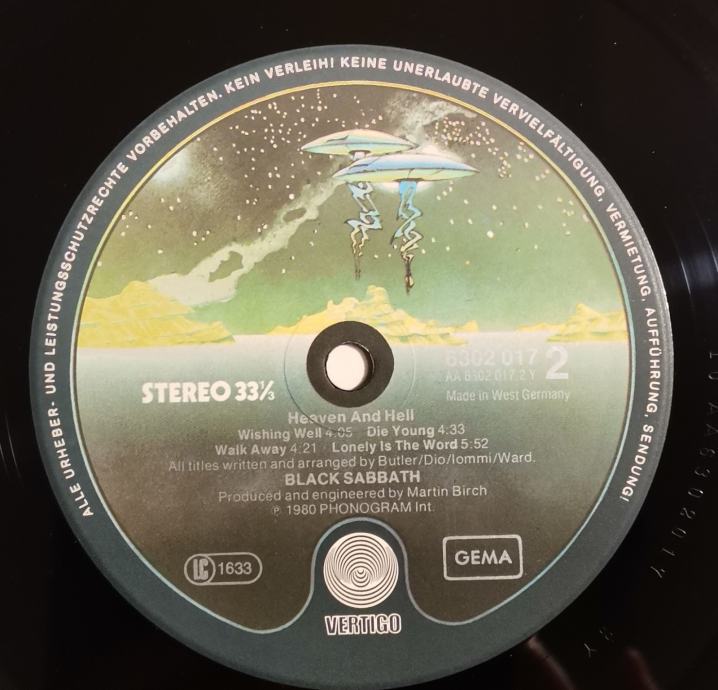 ALLE URHEBER- UND LEISTUNGSSCHUTZRECHTE VORBEHALTEN. KEIN VERLEIH! KEINE UNERLAUBTE VERVIELFÄLTIGUNG, VERMIETUNG, AUFFÜHRUNG, SENDUNG!
STEREO 33⅓
6302 017 2
AA 6302 017 2 Y
Made in West Germany
Heaven And Hell
Wishing Well 4:05 Die Young 4:33
Walk Away 4:21 Lonely Is The Word 5:52
All titles written and arranged by Butler/Dio/Iommi/Ward.
BLACK SABBATH
Produced and engineered by Martin Birch
℗ 1980 PHONOGRAM Int.
LC 1633
GEMA
VERTIGO